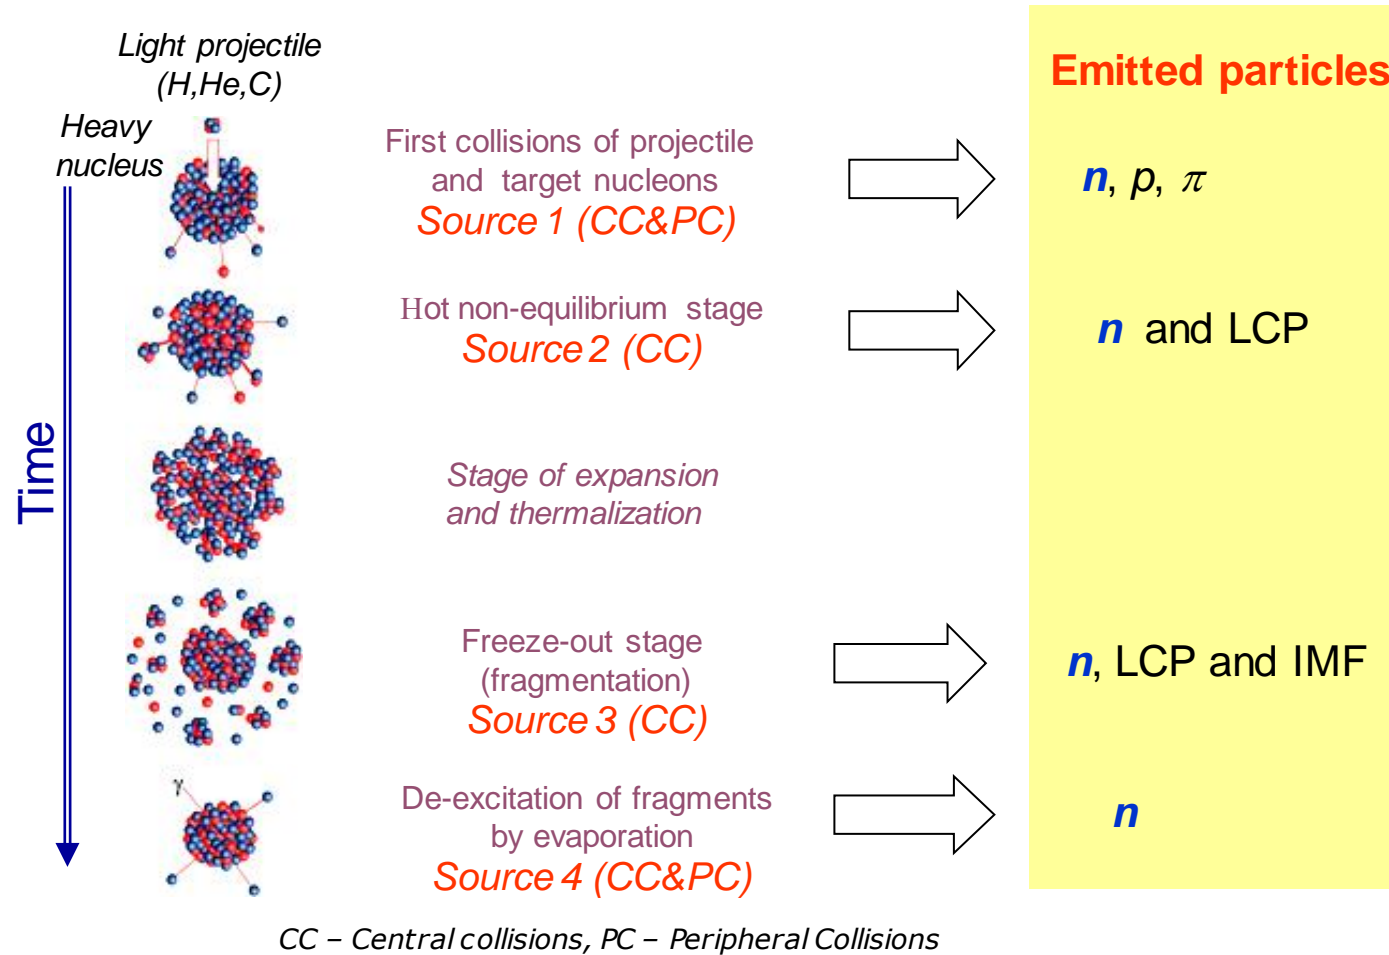 Light projectile
(H,He,C)
Emitted particles
Heavy
nucleus
First collisions of projectile
and target nucleons
Source 1 (CC&PC)
n, p, π
Hot non-equilibrium stage
Source 2 (CC)
n and LCP
Time
Stage of expansion
and thermalization
Freeze-out stage
(fragmentation)
Source 3 (CC)
n, LCP and IMF
γ
De-excitation of fragments
by evaporation
Source 4 (CC&PC)
n
CC – Central collisions, PC – Peripheral Collisions